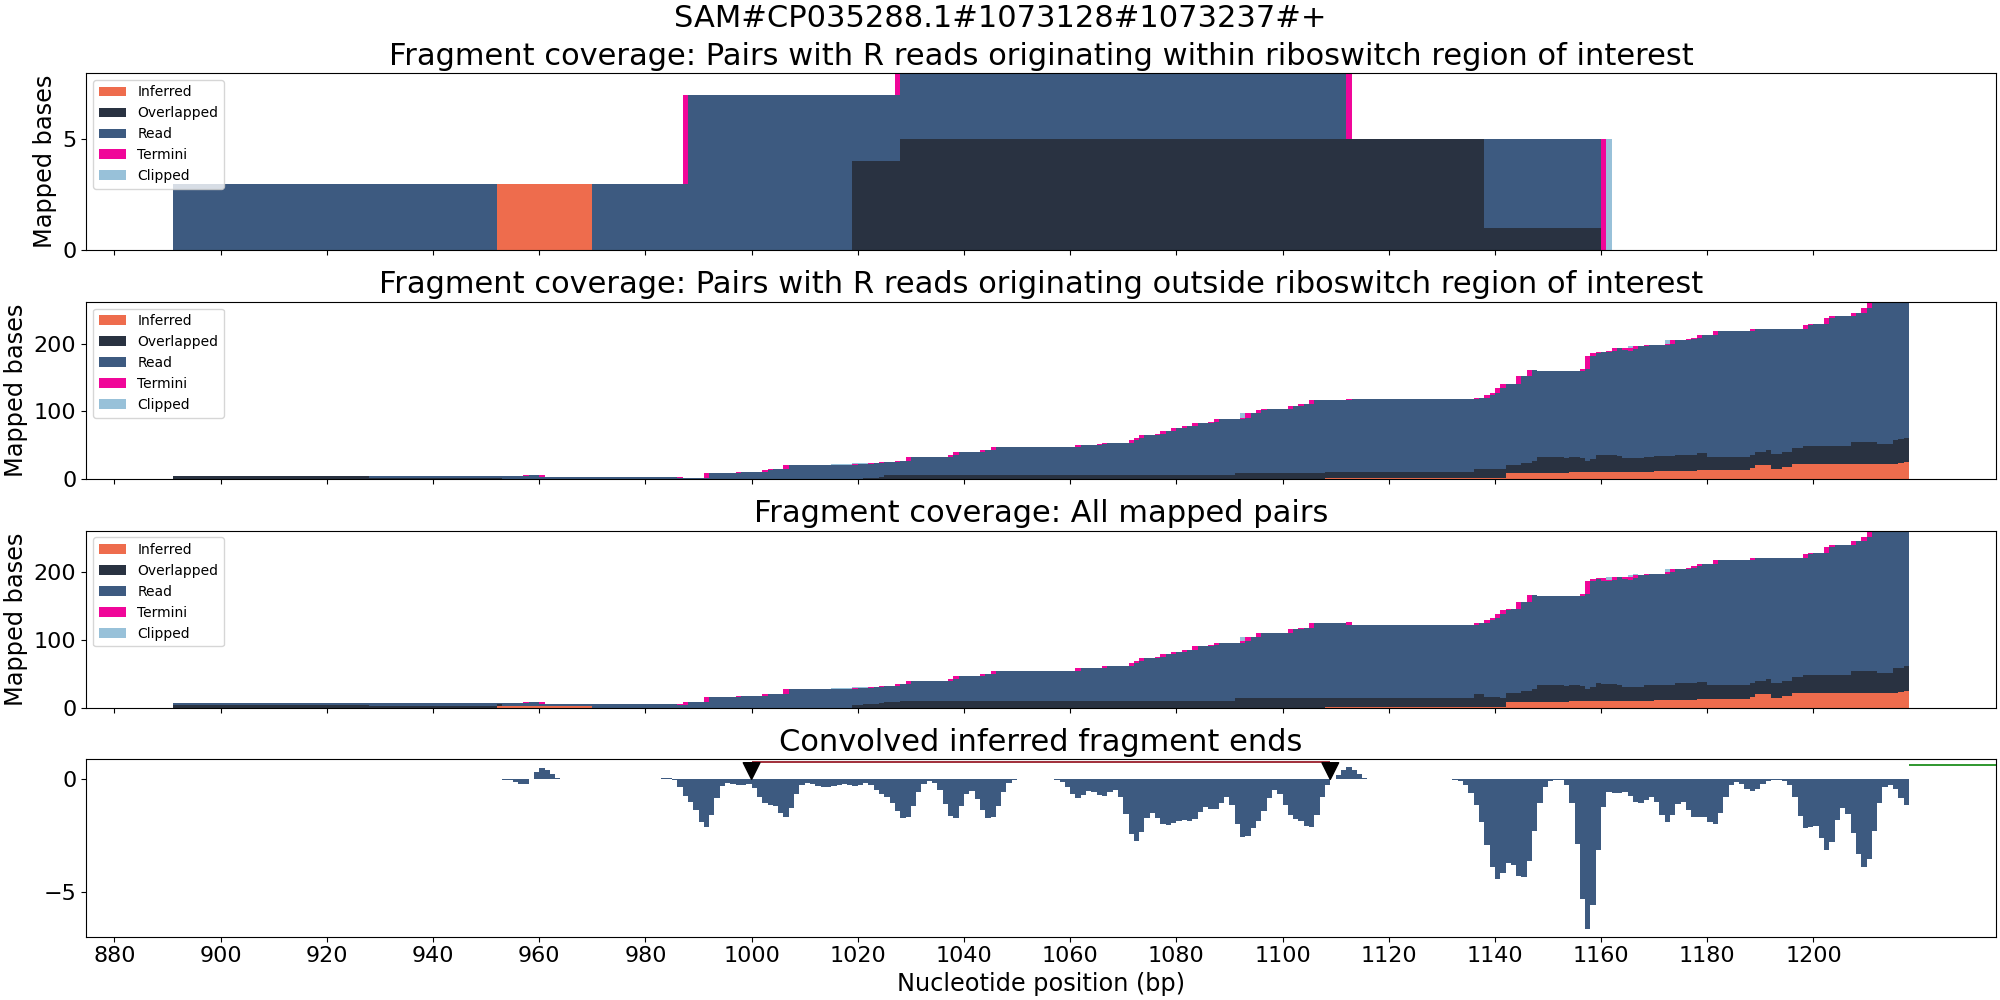 SAM#CP035288.1#1073128#1073237#+
Fragment coverage: Pairs with R reads originating within riboswitch region of interest
Mapped bases
5
0
Inferred
Overlapped
Read
Termini
Clipped
Fragment coverage: Pairs with R reads originating outside riboswitch region of interest
Mapped bases
200
100
0
Inferred
Overlapped
Read
Termini
Clipped
Fragment coverage: All mapped pairs
Mapped bases
200
100
0
Inferred
Overlapped
Read
Termini
Clipped
Convolved inferred fragment ends
0
−5
880 900 920 940 960 980 1000 1020 1040 1060 1080 1100 1120 1140 1160 1180 1200
Nucleotide position (bp)